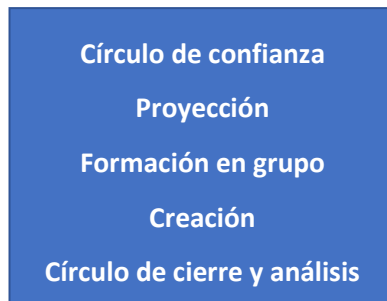 Círculo de confianza
Proyección
Formación en grupo
Creación
Círculo de cierre y análisis